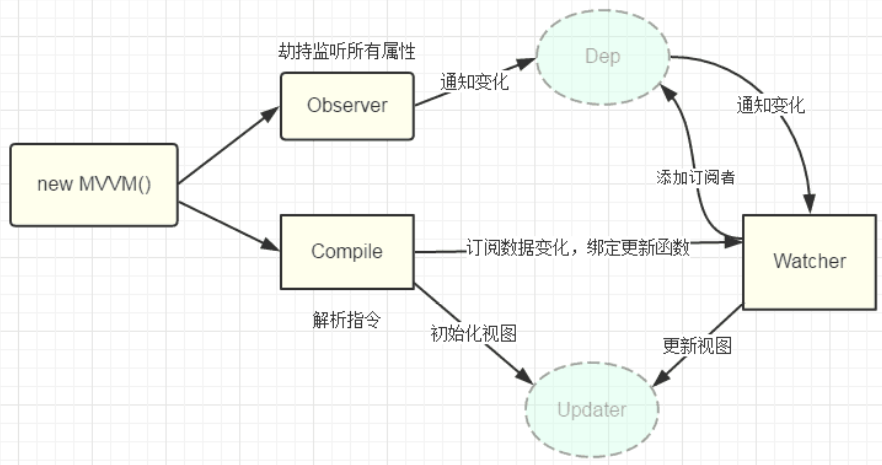 劫持监听所有属性
Dep
Observer
通知变化
通知变化
new MVVM()
添加订阅者
Compile
订阅数据变化，绑定更新函数
Watcher
解析指令
初始化视图
更新视图
Updater